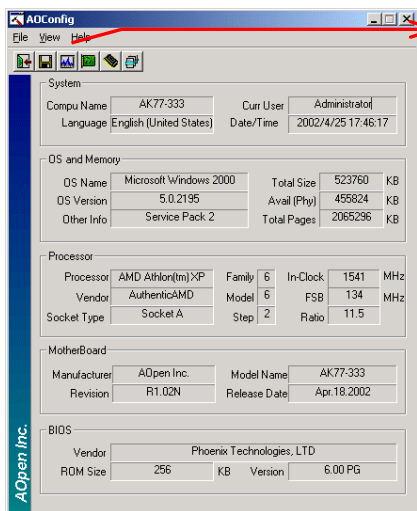 AOConfig
File View Help
System
Compu Name AK77-333 Curr User Administrator
Language English (United States) Date/Time 2002/4/25 17:46:17
OS and Memory
OS Name Microsoft Windows 2000 Total Size 523760 KB
OS Version 5.0.2195 Avail (Phy) 455824 KB
Other Info Service Pack 2 Total Pages 2065296 KB
Processor
Processor AMD Athlon(tm) XP Family 6 In-Clock 1541 MHz
Vendor AuthenticAMD Model 6 FSB 134 MHz
Socket Type Socket A Step 2 Ratio 11.5
MotherBoard
Manufacturer AOpen Inc. Model Name AK77-333
Revision R1.02N Release Date Apr.18.2002
BIOS
Vendor Phoenix Technologies, LTD
ROM Size 256 KB Version 6.00 PG
AOpen Inc.